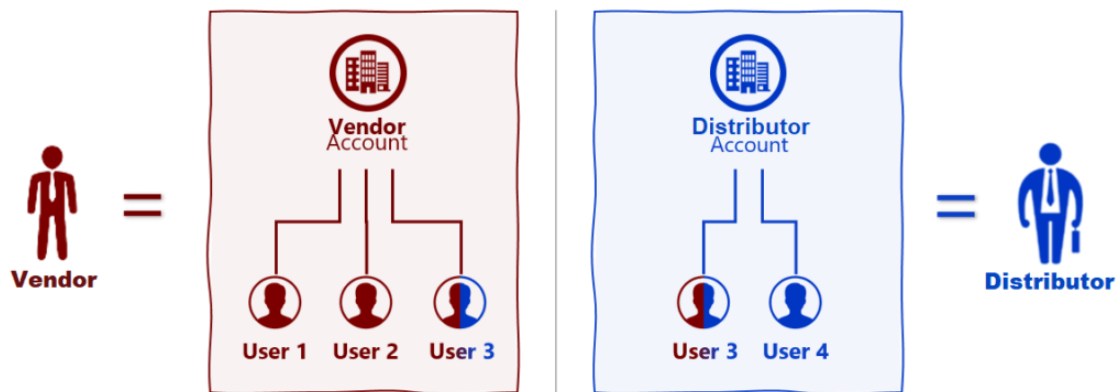 Vendor
Account
Distributor
Account
Vendor
=
=
Distributor
User 1
User 2
User 3
User 3
User 4